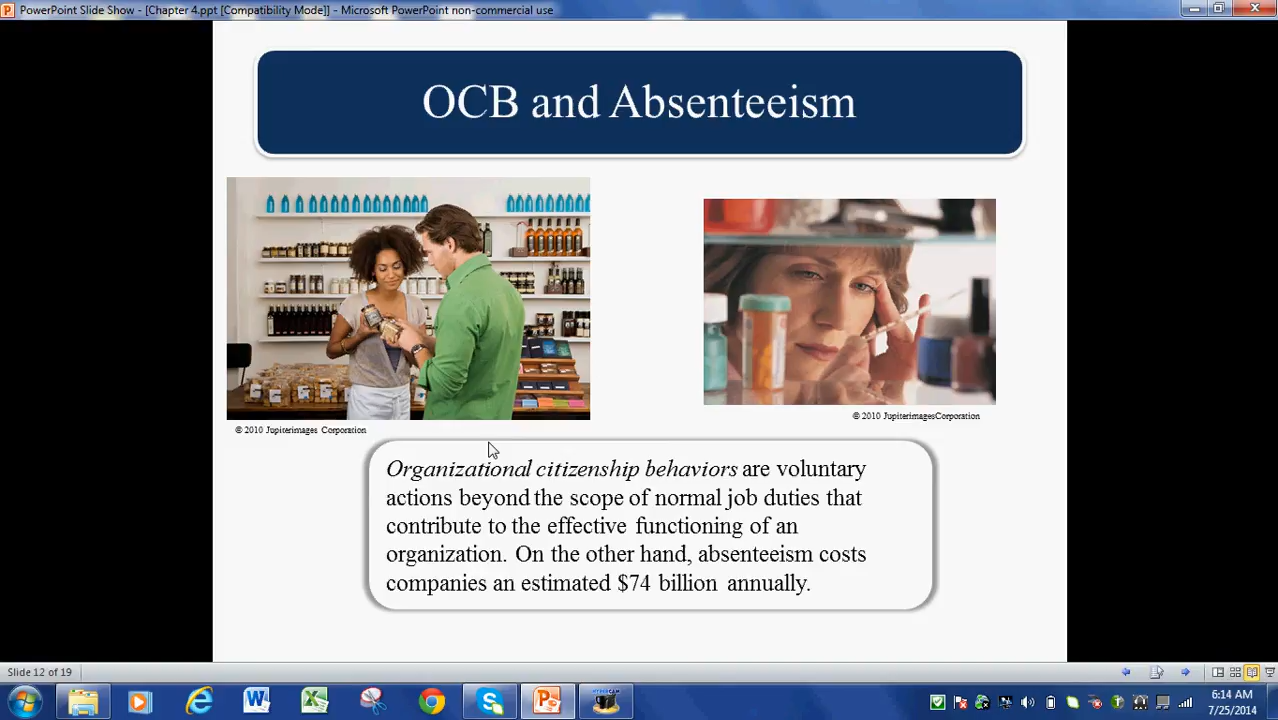 PowerPoint Slide Show - [Chapter 4.ppt [Compatibility Mode]] - Microsoft PowerPoint non-commercial use
OCB and Absenteeism
© 2010 JupiterimagesCorporation
© 2010 Jupiterimages Corporation
Organizational citizenship behaviors are voluntary
actions beyond the scope of normal job duties that
contribute to the effective functioning of an
organization. On the other hand, absenteeism costs
companies an estimated $74 billion annually.
Slide 12 of 19
6:14 AM
7/25/2014